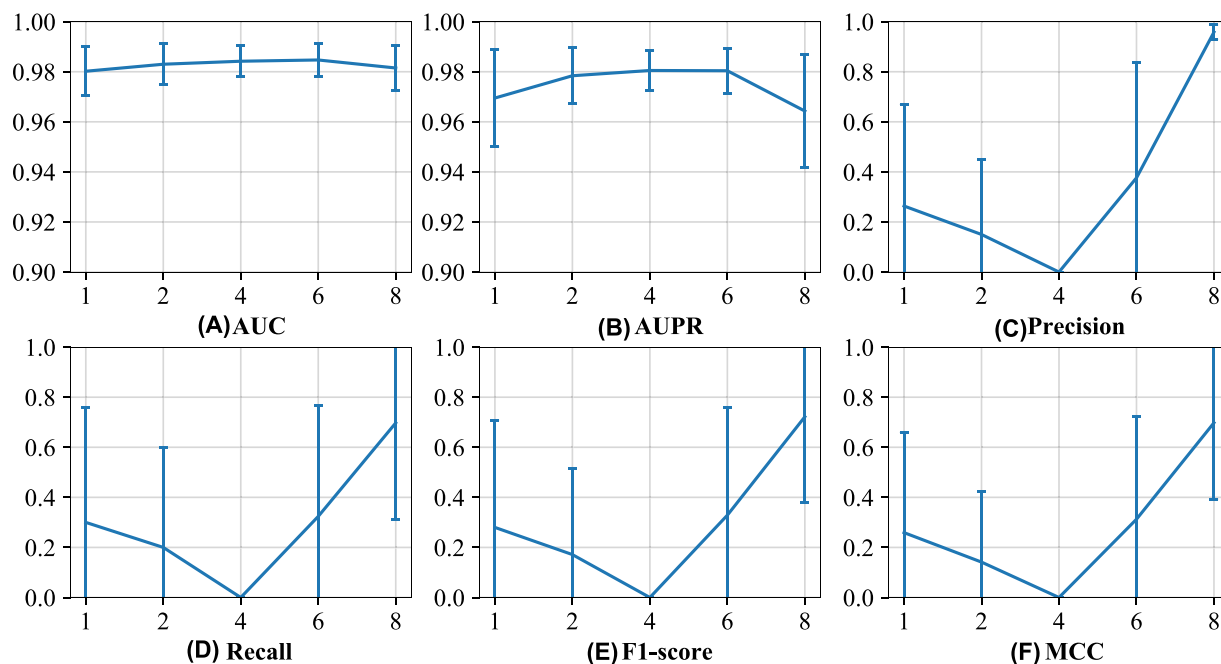 1.00 1.00 1.0
0.98 0.98 0.8
0.96 0.96 0.6
0.94 0.94 0.4
0.92 0.92 0.2
0.90 0.90 0.0
1 2 4 6 8 1 2 4 6 8 1 2 4 6 8
(A) AUC (B) AUPR (C) Precision
1.0 1.0 1.0
0.8 0.8 0.8
0.6 0.6 0.6
0.4 0.4 0.4
0.2 0.2 0.2
0.0 0.0 0.0
1 2 4 6 8 1 2 4 6 8 1 2 4 6 8
(D) Recall (E) F1-score (F) MCC